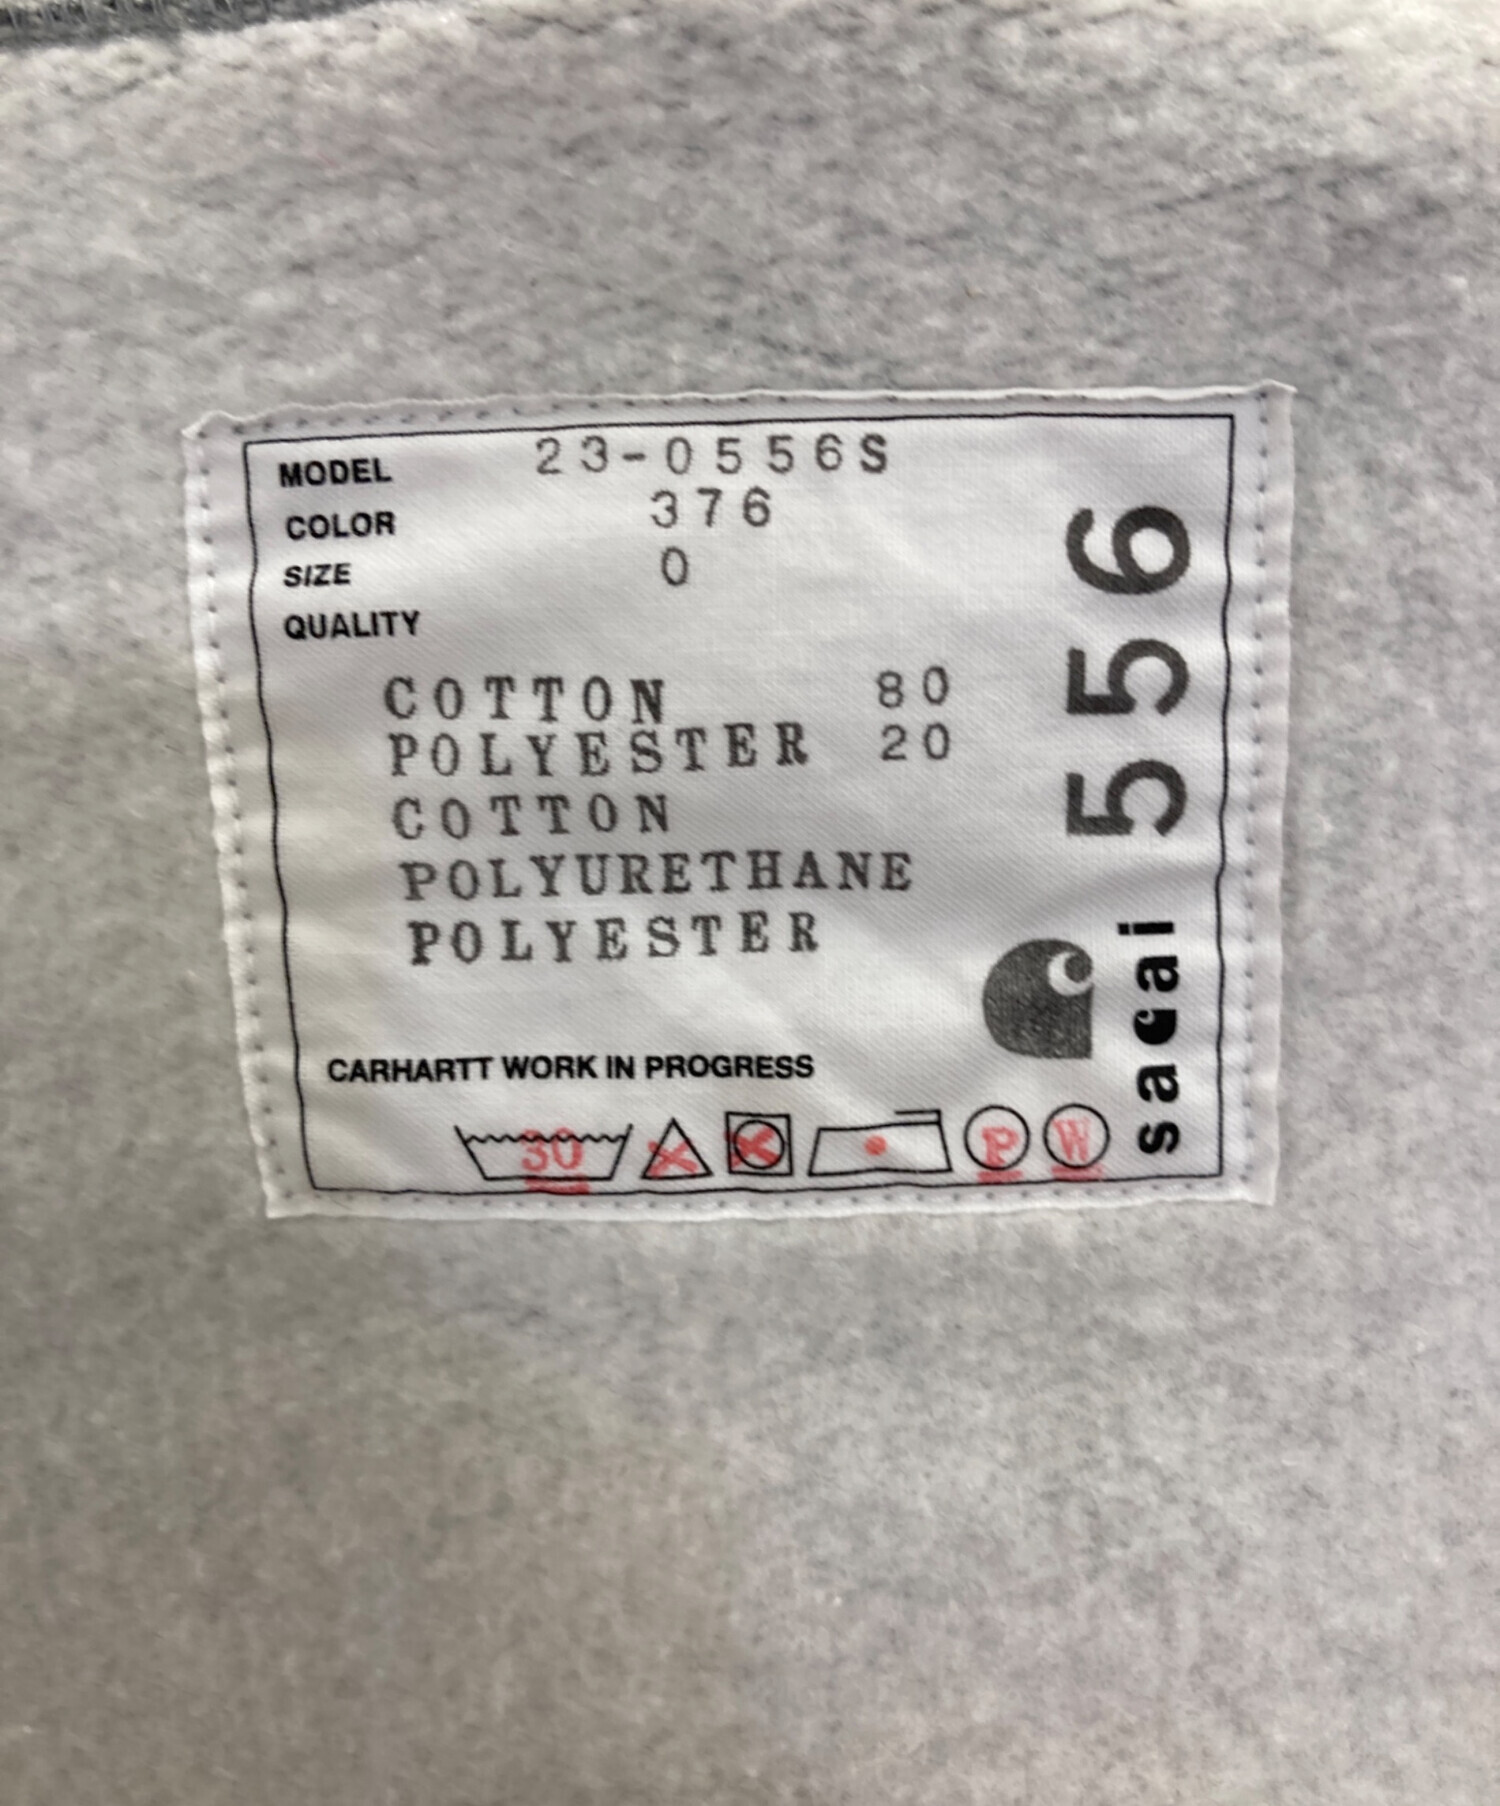 MODEL 23-0556S
COLOR 376
SIZE 0
QUALITY
COTTON 80
POLYESTER 20
COTTON
POLYURETHANE
POLYESTER
CARHARTT WORK IN PROGRESS
30
P
W
sacai
556